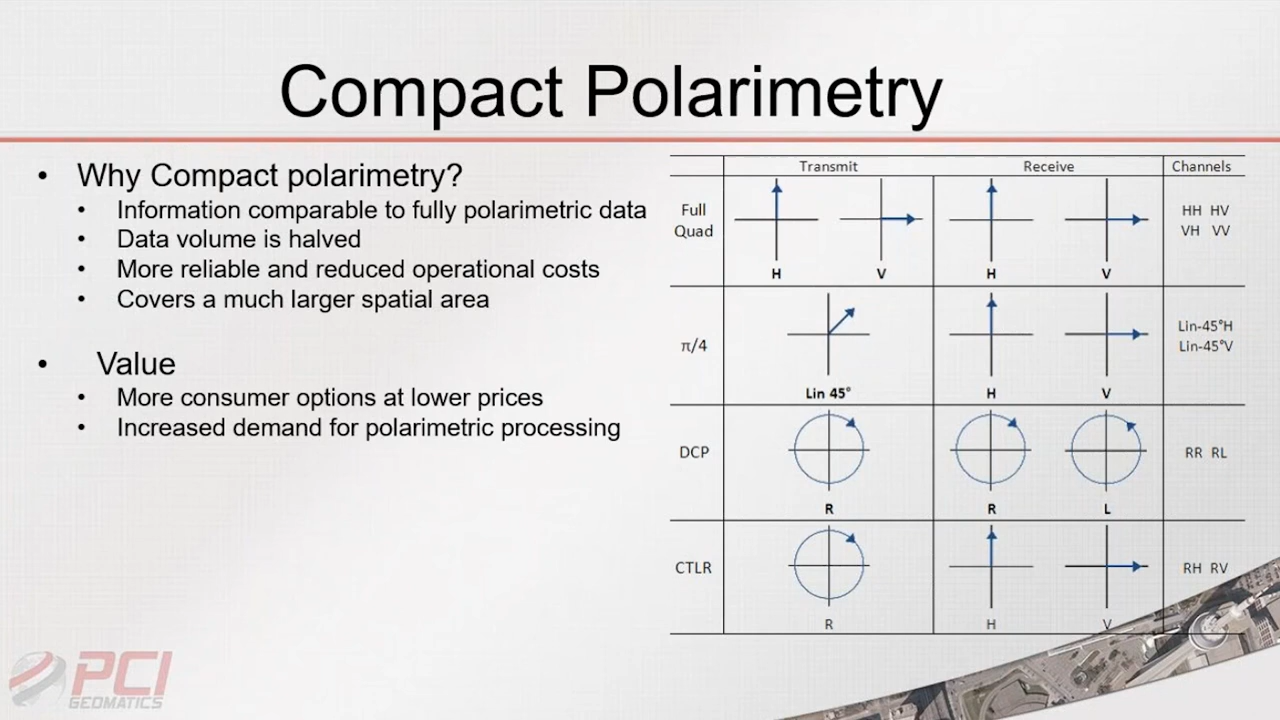 Compact Polarimetry
• Why Compact polarimetry?
• Information comparable to fully polarimetric data
• Data volume is halved
• More reliable and reduced operational costs
• Covers a much larger spatial area
• Value
• More consumer options at lower prices
• Increased demand for polarimetric processing
Transmit Receive Channels
Full
Quad
H V H V
HH HV
VH VV
π/4
Lin 45° H V
Lin-45°H
Lin-45°V
DCP
R R L
RR RL
CTLR
R H V
RH RV
PCI
GEOMATICS